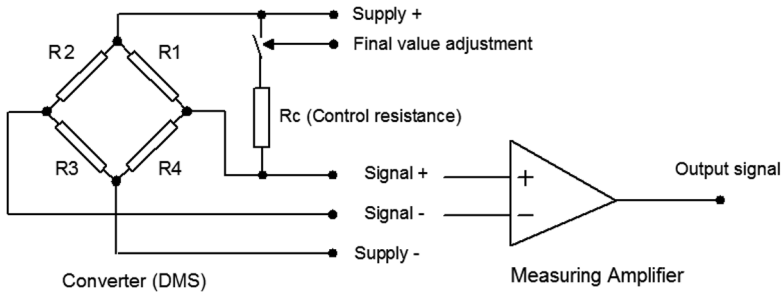 Supply +
R2
R1
Final value adjustment
Rc (Control resistance)
R3
R4
Signal +
+
Output signal
Signal -
−
Supply -
Converter (DMS)
Measuring Amplifier